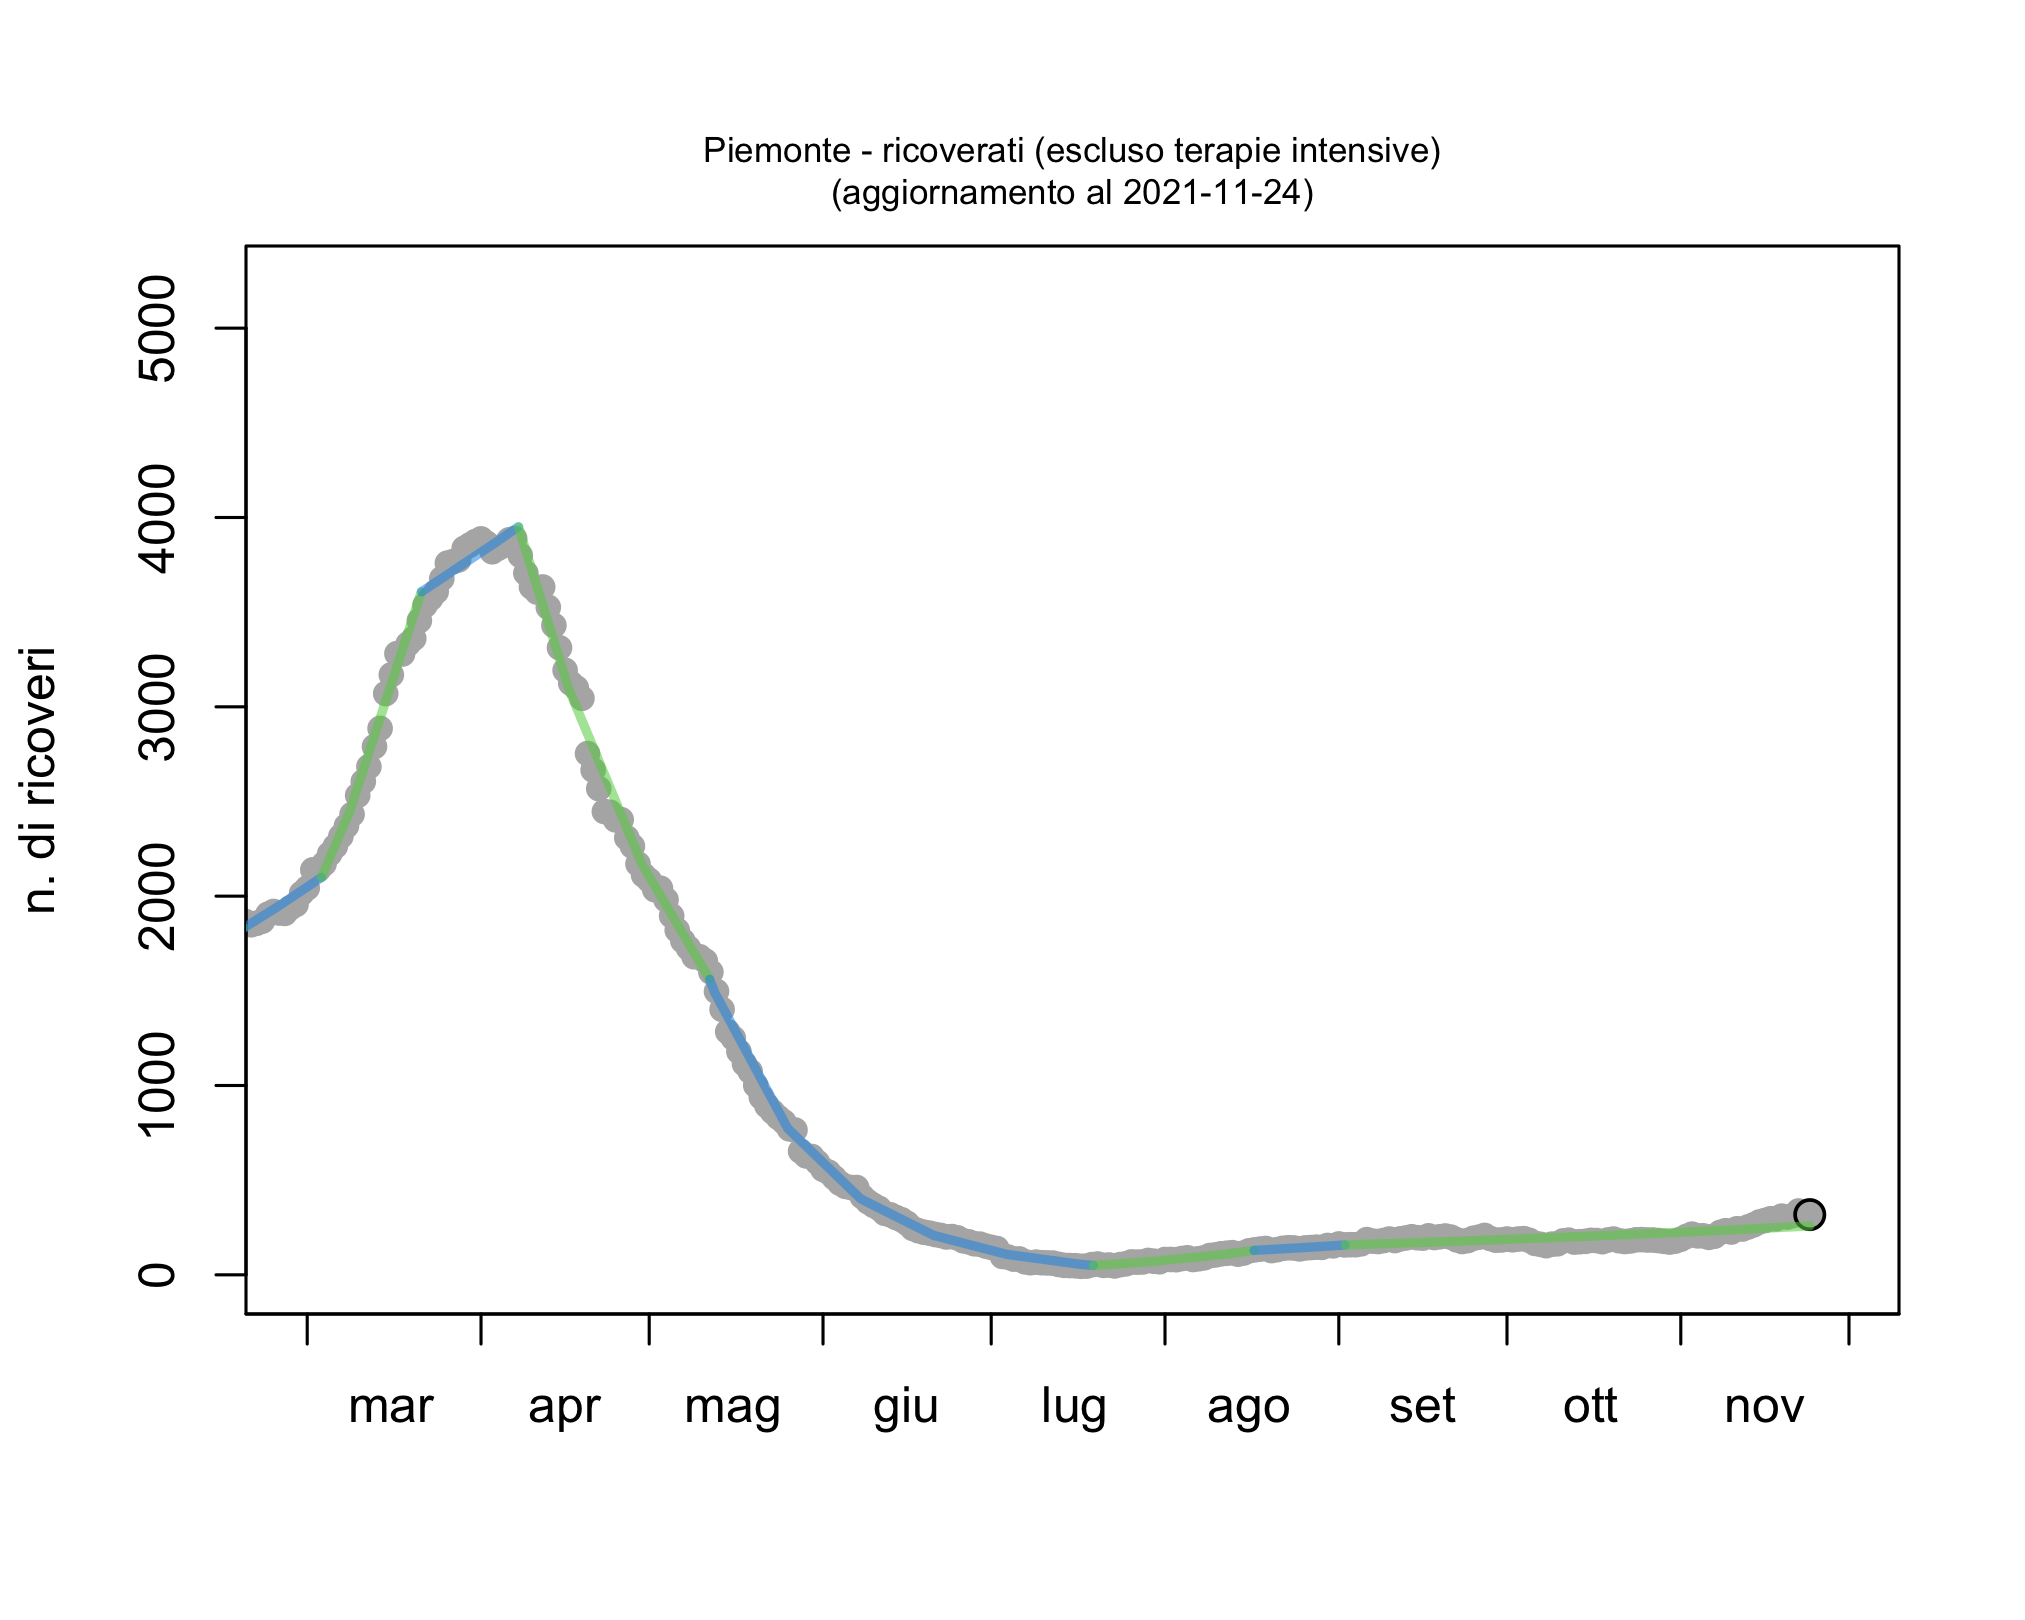 Piemonte - ricoverati (escluso terapie intensive)
(aggiornamento al 2021-11-24)
n. di ricoveri
5000
4000
3000
2000
1000
0
mar apr mag giu lug ago set ott nov